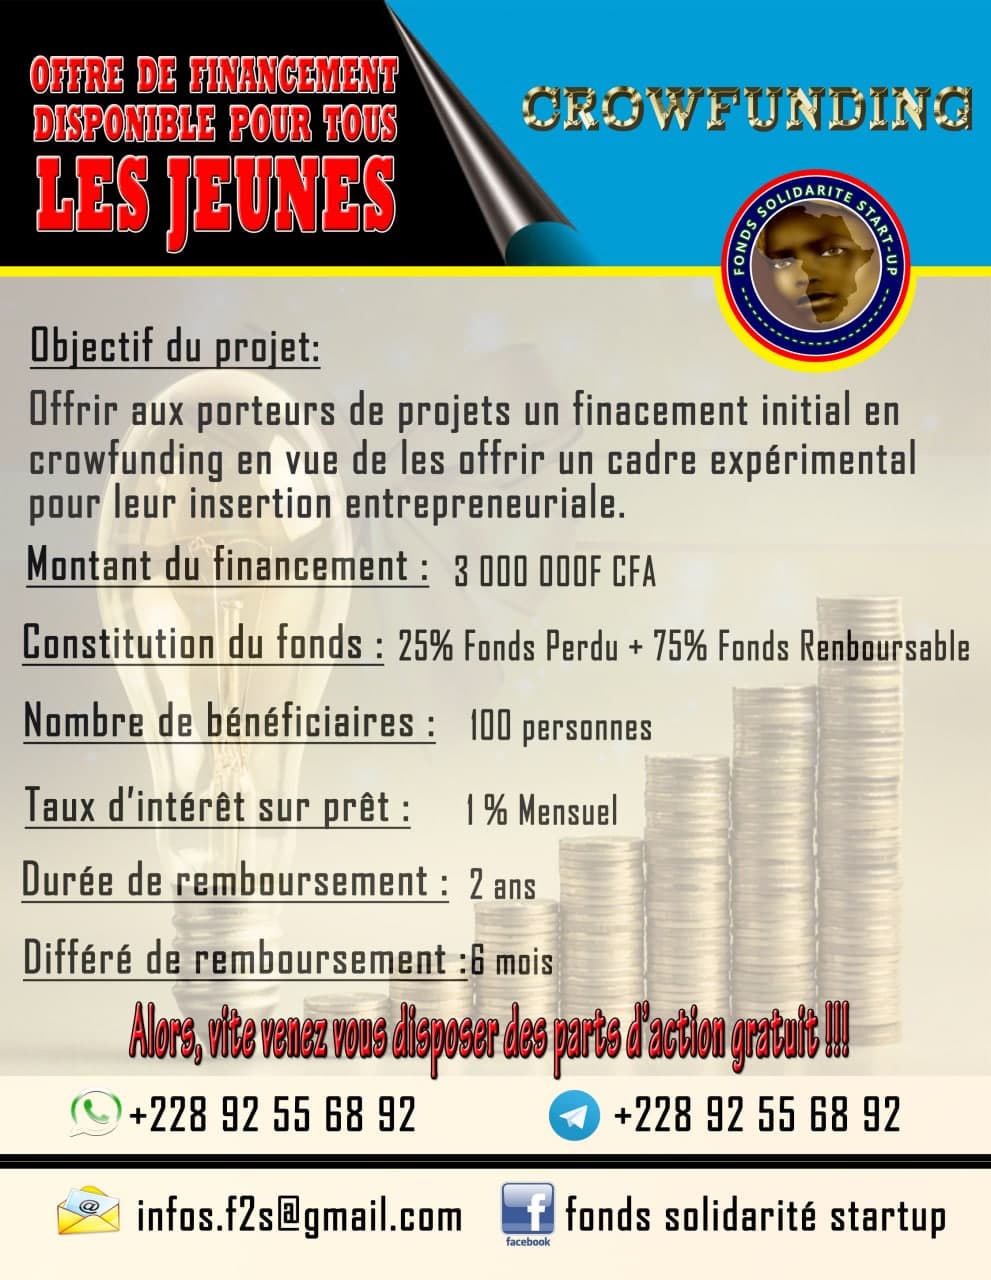 OFFRE DE FINANCEMENT
DISPONIBLE POUR TOUS
LES JEUNES
CROWFUNDING
FONDS SOLIDARITE START-UP
Objectif du projet:
Offrir aux porteurs de projets un finacement initial en
crowfunding en vue de les offrir un cadre expérimental
pour leur insertion entrepreneuriale.
Montant du financement : 3 000 000F CFA
Constitution du fonds : 25% Fonds Perdu + 75% Fonds Renboursable
Nombre de bénéficiaires : 100 personnes
Taux d'intérêt sur prêt : 1 % Mensuel
Durée de remboursement : 2 ans
Différé de remboursement :6 mois
Alors, vite venez vous disposer des parts d'action gratuit !!!!
+228 92 55 68 92
+228 92 55 68 92
infos.f2s@gmail.com
facebook
fonds solidarité startup